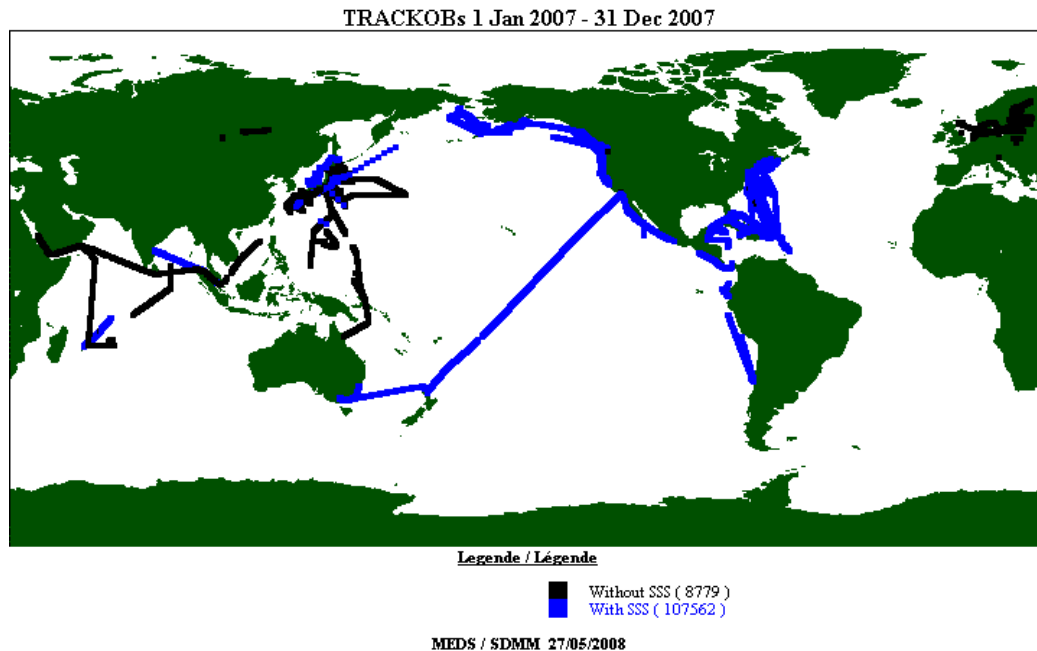 TRACKOBs 1 Jan 2007 - 31 Dec 2007
Legende / Légende
Without SSS ( 8779 )
With SSS ( 107562 )
MEDS / SDMM 27/05/2008